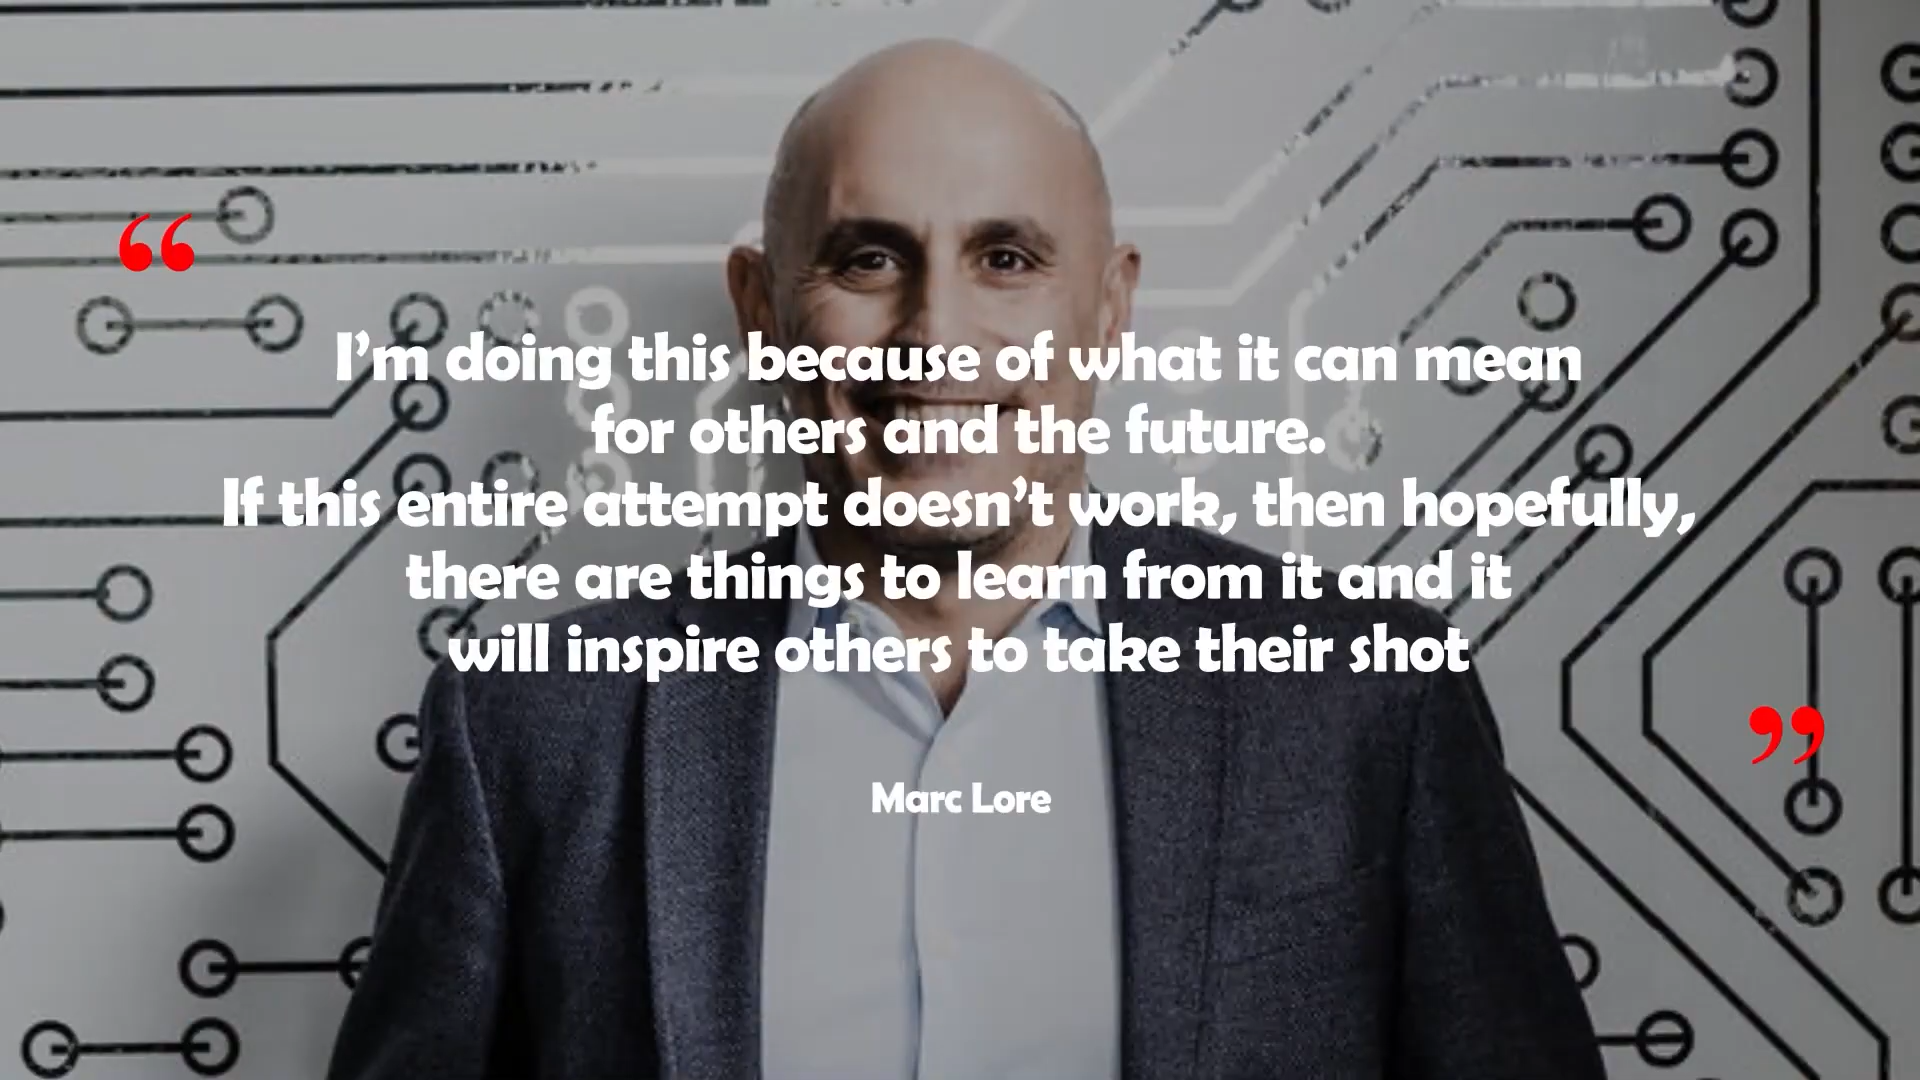 “
I’m doing this because of what it can mean
for others and the future.
If this entire attempt doesn’t work, then hopefully,
there are things to learn from it and it
will inspire others to take their shot
”
Marc Lore